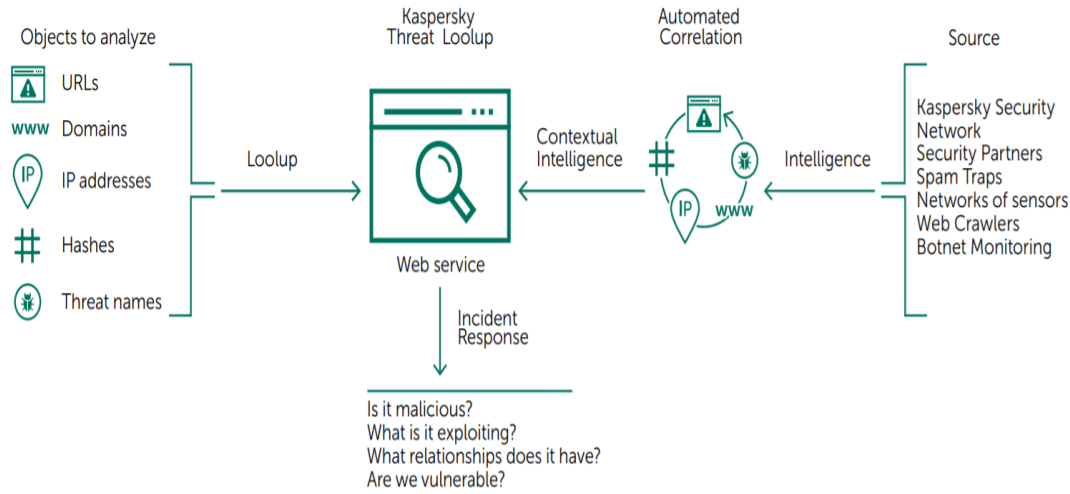 Objects to analyze
URLs
www Domains
IP IP addresses
Hashes
Threat names
Loolup
Kaspersky
Threat Loolup
Web service
Incident
Response
Is it malicious?
What is it exploiting?
What relationships does it have?
Are we vulnerable?
Contextual
Intelligence
Automated
Correlation
IP
www
Intelligence
Source
Kaspersky Security
Network
Security Partners
Spam Traps
Networks of sensors
Web Crawlers
Botnet Monitoring